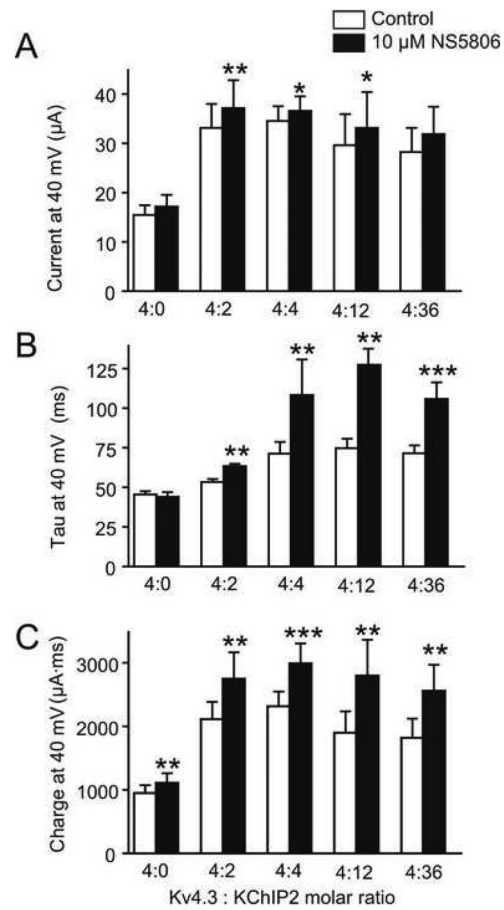 Control
10 µM NS5806
A
Current at 40 mV (µA)
40
30
20
10
0
**
*
*
4:0 4:2 4:4 4:12 4:36
B
Tau at 40 mV (ms)
125
100
75
50
25
0
**
**
**
***
4:0 4:2 4:4 4:12 4:36
C
Charge at 40 mV (µA·ms)
3000
2000
1000
0
**
**
***
**
**
4:0 4:2 4:4 4:12 4:36
Kv4.3 : KChIP2 molar ratio